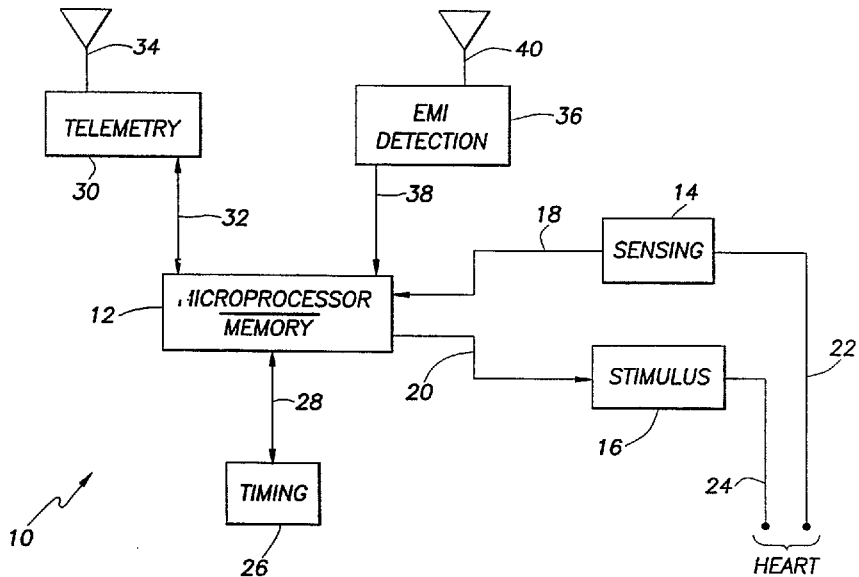 34
40
TELEMETRY
30
EMI
DETECTION
36
32
38
14
18
SENSING
12
MICROPROCESSOR
MEMORY
22
20
STIMULUS
16
28
24
TIMING
10
26
HEART